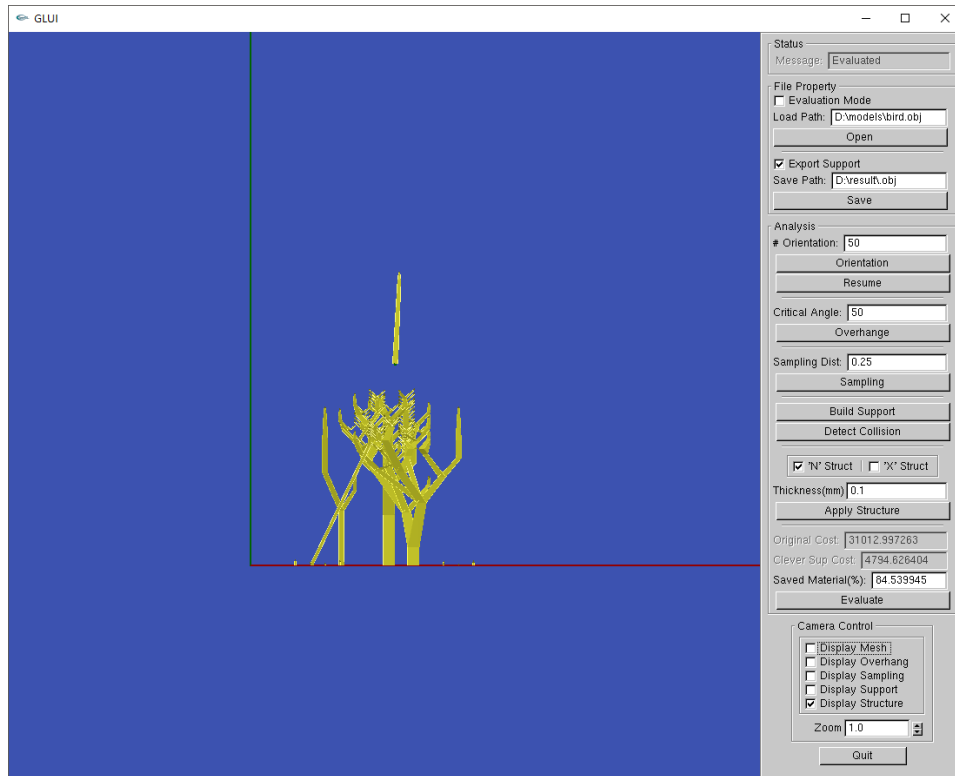 GLUI
Status
Message: Evaluated
File Property
Evaluation Mode
Load Path: D:\models\bird.obj
Open
Export Support
Save Path: D:\result\.obj
Save
Analysis
# Orientation: 50
Orientation
Resume
Critical Angle: 50
Overhange
Sampling Dist: 0.25
Sampling
Build Support
Detect Collision
'N' Struct 'X' Struct
Thickness(mm) 0.1
Apply Structure
Original Cost: 31012.997263
Clever Sup Cost: 4794.626404
Saved Material(%): 84.539945
Evaluate
Camera Control
Display Mesh
Display Overhang
Display Sampling
Display Support
Display Structure
Zoom 1.0
Quit